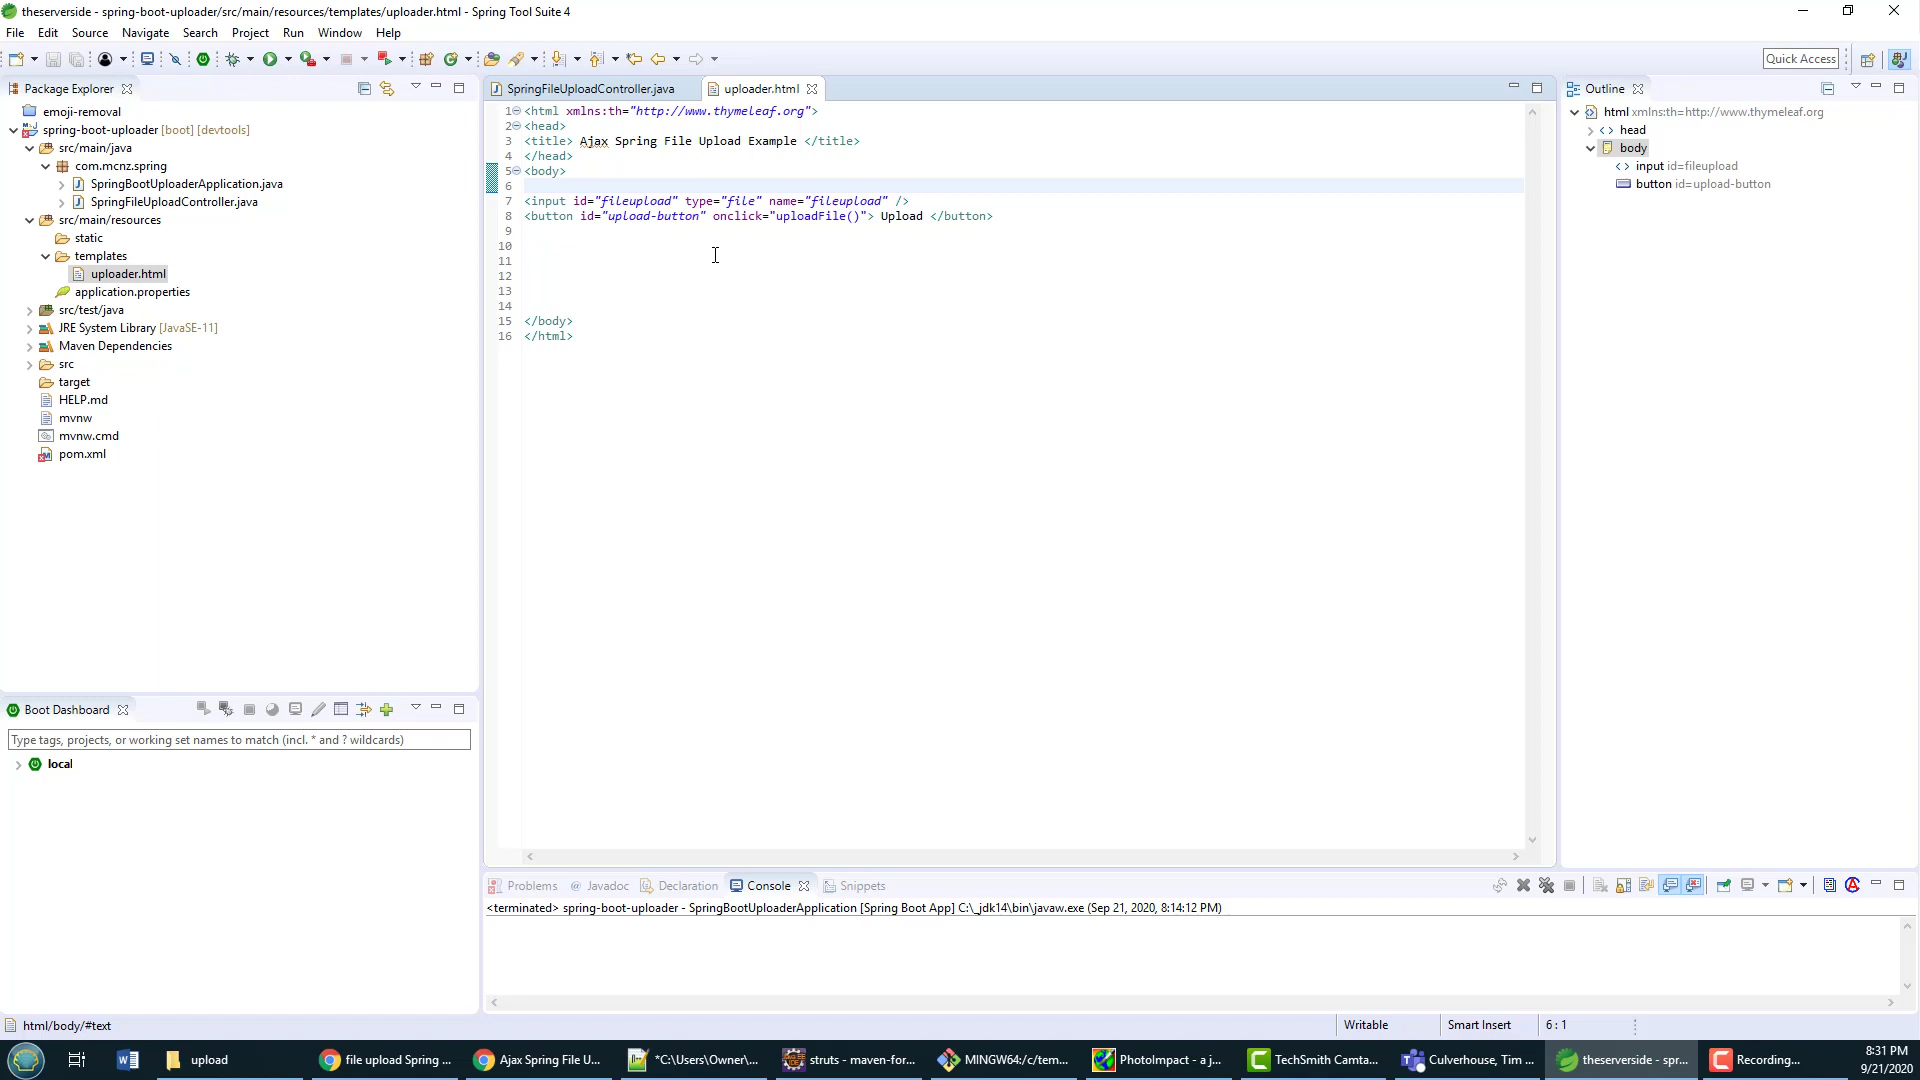 theserverside - spring-boot-uploader/src/main/resources/templates/uploader.html - Spring Tool Suite 4
File Edit Source Navigate Search Project Run Window Help
Quick Access
Package Explorer
emoji-removal
spring-boot-uploader [boot] [devtools]
src/main/java
com.mcnz.spring
SpringBootUploaderApplication.java
SpringFileUploadController.java
src/main/resources
static
templates
uploader.html
application.properties
src/test/java
JRE System Library [JavaSE-11]
Maven Dependencies
src
target
HELP.md
mvnw
mvnw.cmd
pom.xml
Boot Dashboard
Type tags, projects, or working set names to match (incl. * and ? wildcards)
local
SpringFileUploadController.java uploader.html
1 <html xmlns:th="http://www.thymeleaf.org">
2 <head>
3 <title> Ajax Spring File Upload Example </title>
4 </head>
5 <body>
6
7 <input id="fileupload" type="file" name="fileupload" />
8 <button id="upload-button" onclick="uploadFile()"> Upload </button>
9
10
11
12
13
14
15 </body>
16 </html>
Outline
html xmlns:th=http://www.thymeleaf.org
head
body
input id=fileupload
button id=upload-button
Problems @ Javadoc Declaration Console Snippets
<terminated> spring-boot-uploader - SpringBootUploaderApplication [Spring Boot App] C:\_jdk14\bin\javaw.exe (Sep 21, 2020, 8:14:12 PM)
html/body/#text Writable Smart Insert 6 : 1
upload file upload Spring ... Ajax Spring File U... *C:\Users\Owner\... struts - maven-for... MINGW64:/c/tem... PhotoImpact - a j... TechSmith Camta... Culverhouse, Tim ... theserverside - spr... Recording...
8:31 PM
9/21/2020